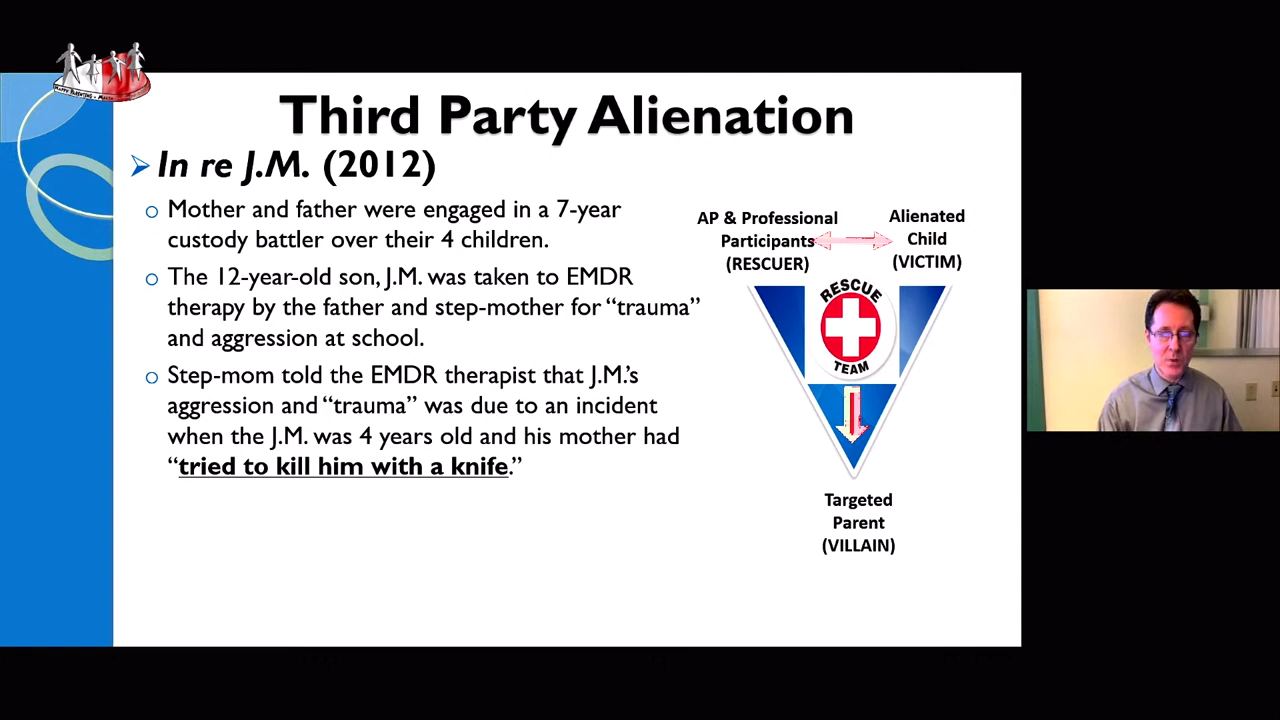 HAPPY PARENTING - MALTA
Third Party Alienation
In re J.M. (2012)
Mother and father were engaged in a 7-year
custody battler over their 4 children.
The 12-year-old son, J.M. was taken to EMDR
therapy by the father and step-mother for “trauma”
and aggression at school.
Step-mom told the EMDR therapist that J.M.’s
aggression and “trauma” was due to an incident
when the J.M. was 4 years old and his mother had
“tried to kill him with a knife.”
AP & Professional
Participants
(RESCUER)
Alienated
Child
(VICTIM)
RESCUE
TEAM
Targeted
Parent
(VILLAIN)